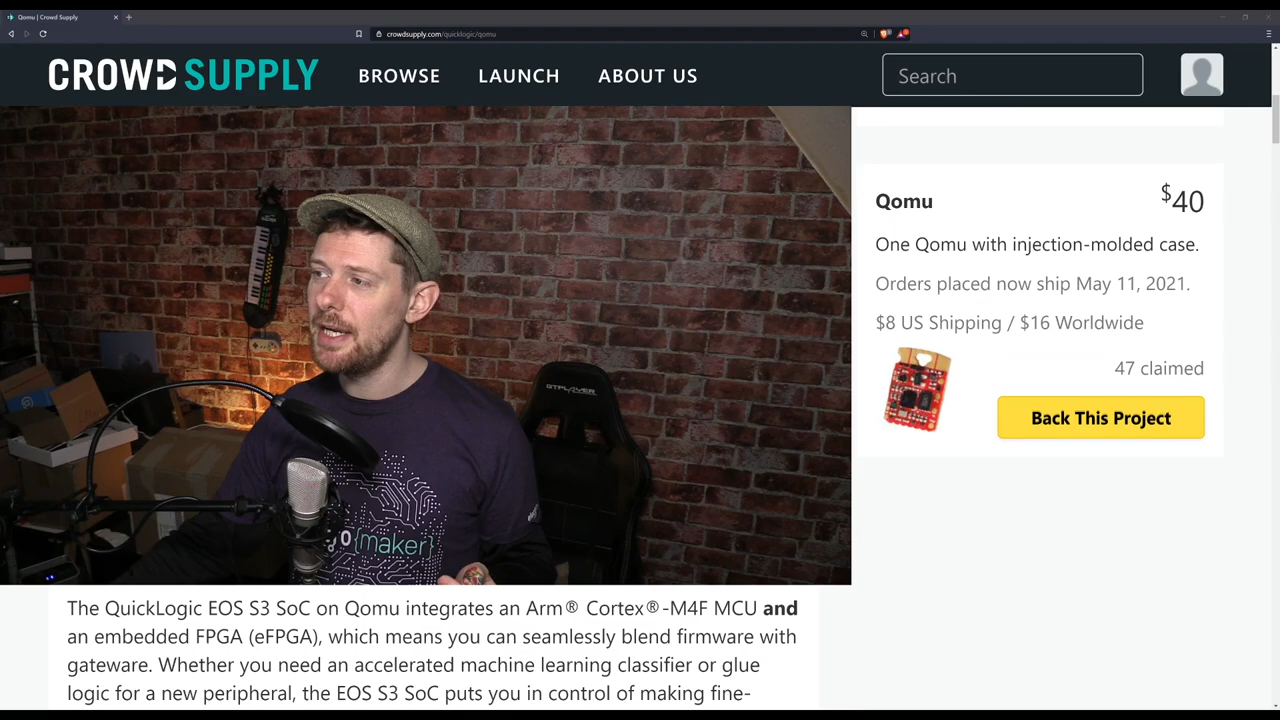 Qomu | Crowd Supply
crowdsupply.com/quicklogic/qomu
CROWD SUPPLY
BROWSE
LAUNCH
ABOUT US
Search
Qomu
$40
One Qomu with injection-molded case.
Orders placed now ship May 11, 2021.
$8 US Shipping / $16 Worldwide
47 claimed
Back This Project
GTPLAYER
{maker}
The QuickLogic EOS S3 SoC on Qomu integrates an Arm® Cortex®-M4F MCU and
an embedded FPGA (eFPGA), which means you can seamlessly blend firmware with
gateware. Whether you need an accelerated machine learning classifier or glue
logic for a new peripheral, the EOS S3 SoC puts you in control of making fine-